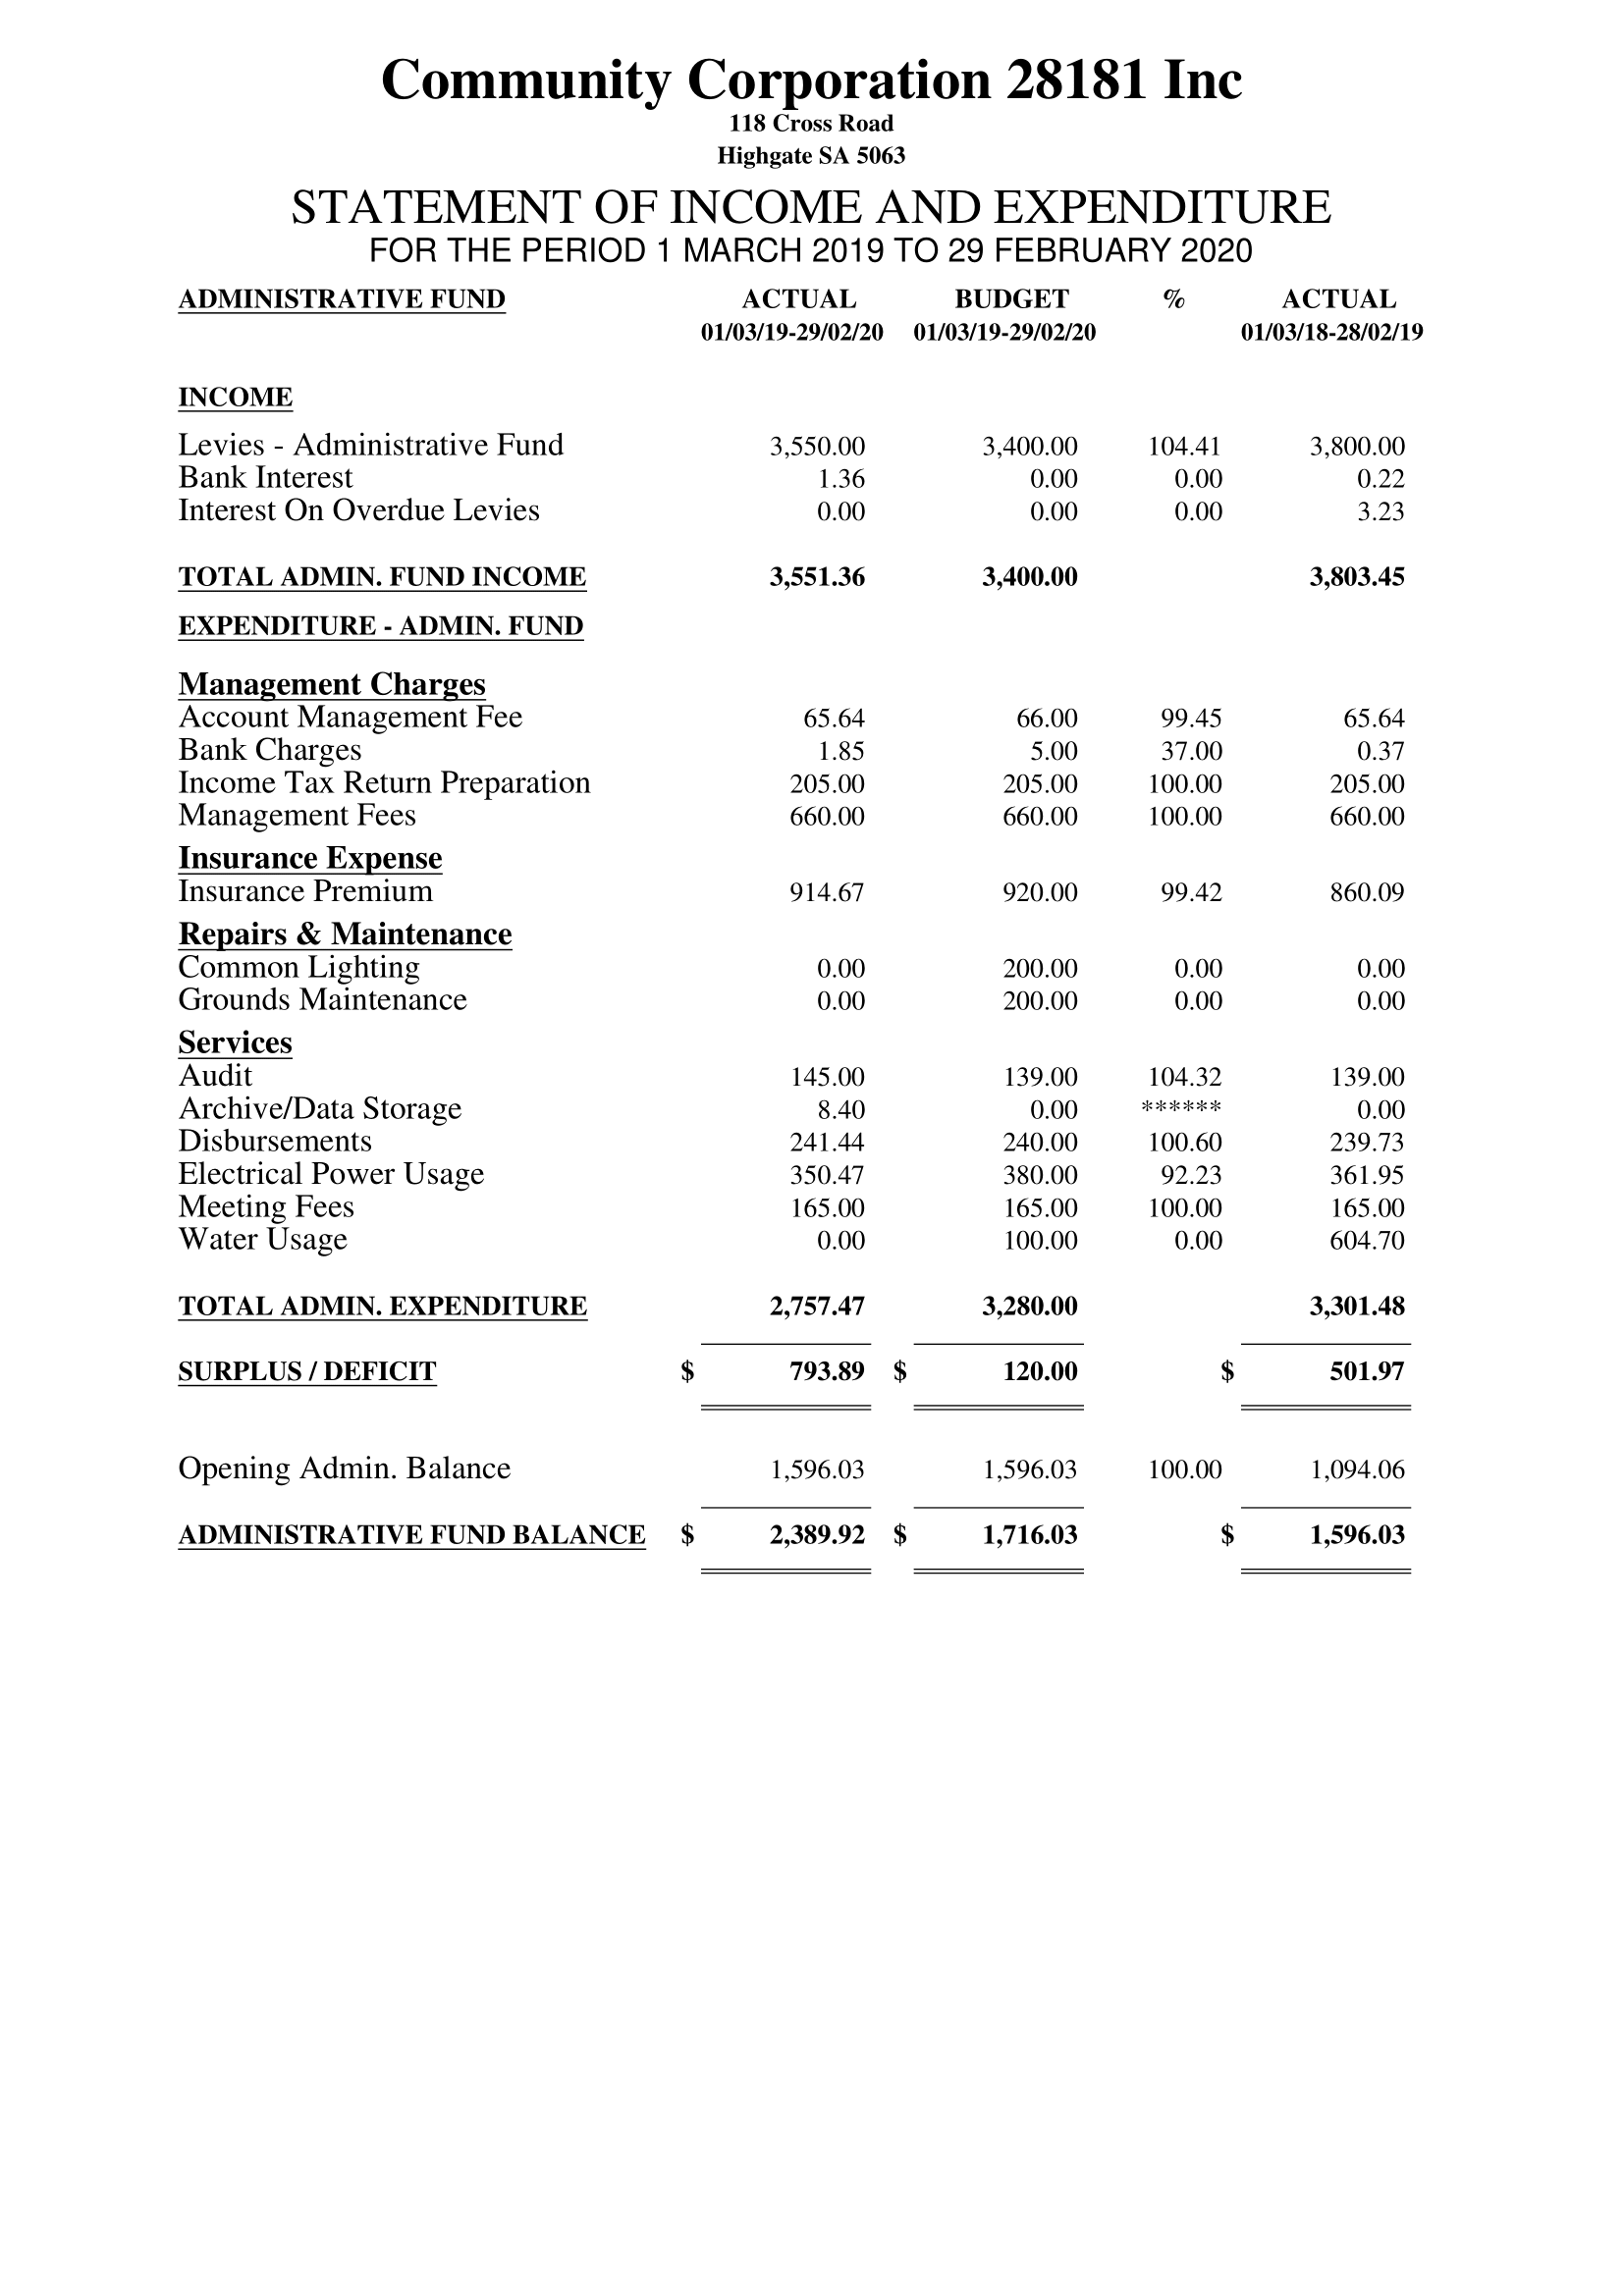 Community Corporation 28181 Inc
118 Cross Road
Highgate SA 5063
STATEMENT OF INCOME AND EXPENDITURE
FOR THE PERIOD 1 MARCH 2019 TO 29 FEBRUARY 2020
ADMINISTRATIVE FUND ACTUAL BUDGET % ACTUAL
01/03/19-29/02/20 01/03/19-29/02/20 01/03/18-28/02/19
INCOME
Levies - Administrative Fund 3,550.00 3,400.00 104.41 3,800.00
Bank Interest 1.36 0.00 0.00 0.22
Interest On Overdue Levies 0.00 0.00 0.00 3.23
TOTAL ADMIN. FUND INCOME 3,551.36 3,400.00 3,803.45
EXPENDITURE - ADMIN. FUND
Management Charges
Account Management Fee 65.64 66.00 99.45 65.64
Bank Charges 1.85 5.00 37.00 0.37
Income Tax Return Preparation 205.00 205.00 100.00 205.00
Management Fees 660.00 660.00 100.00 660.00
Insurance Expense
Insurance Premium 914.67 920.00 99.42 860.09
Repairs & Maintenance
Common Lighting 0.00 200.00 0.00 0.00
Grounds Maintenance 0.00 200.00 0.00 0.00
Services
Audit 145.00 139.00 104.32 139.00
Archive/Data Storage 8.40 0.00 ****** 0.00
Disbursements 241.44 240.00 100.60 239.73
Electrical Power Usage 350.47 380.00 92.23 361.95
Meeting Fees 165.00 165.00 100.00 165.00
Water Usage 0.00 100.00 0.00 604.70
TOTAL ADMIN. EXPENDITURE 2,757.47 3,280.00 3,301.48
SURPLUS / DEFICIT $ 793.89 $ 120.00 $ 501.97
Opening Admin. Balance 1,596.03 1,596.03 100.00 1,094.06
ADMINISTRATIVE FUND BALANCE $ 2,389.92 $ 1,716.03 $ 1,596.03